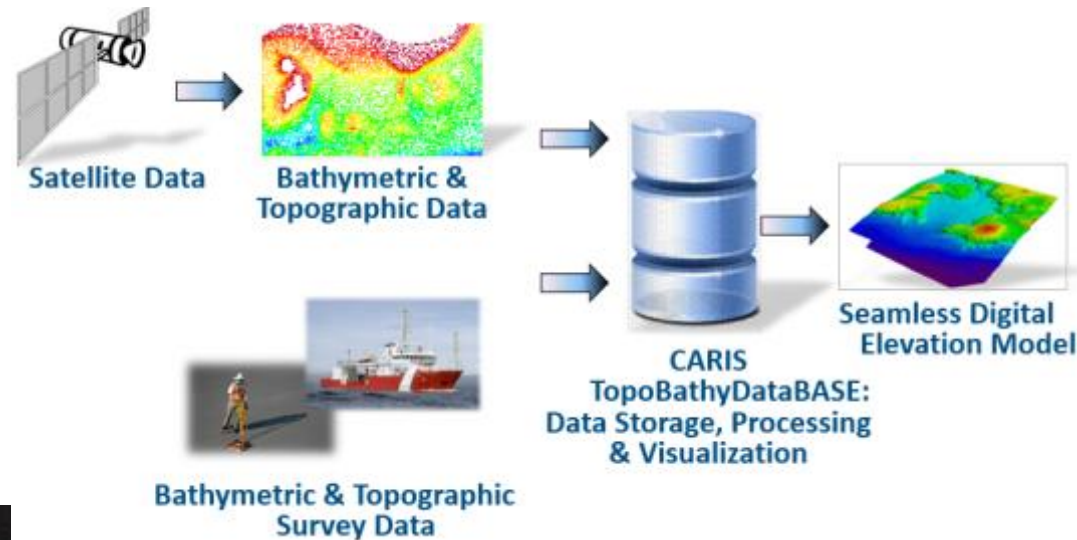 Satellite Data
Bathymetric &
Topographic Data
Bathymetric & Topographic
Survey Data
CARIS
TopoBathyDataBASE:
Data Storage, Processing
& Visualization
Seamless Digital
Elevation Model